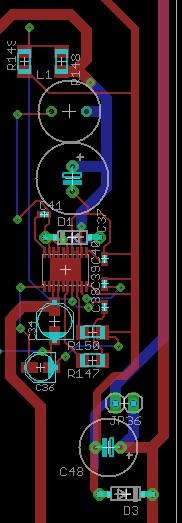 R149
R148
L1
+
C41
C37
D1
C40
C39
C38
C34
R150
R147
C36
JP36
C48
+
D3